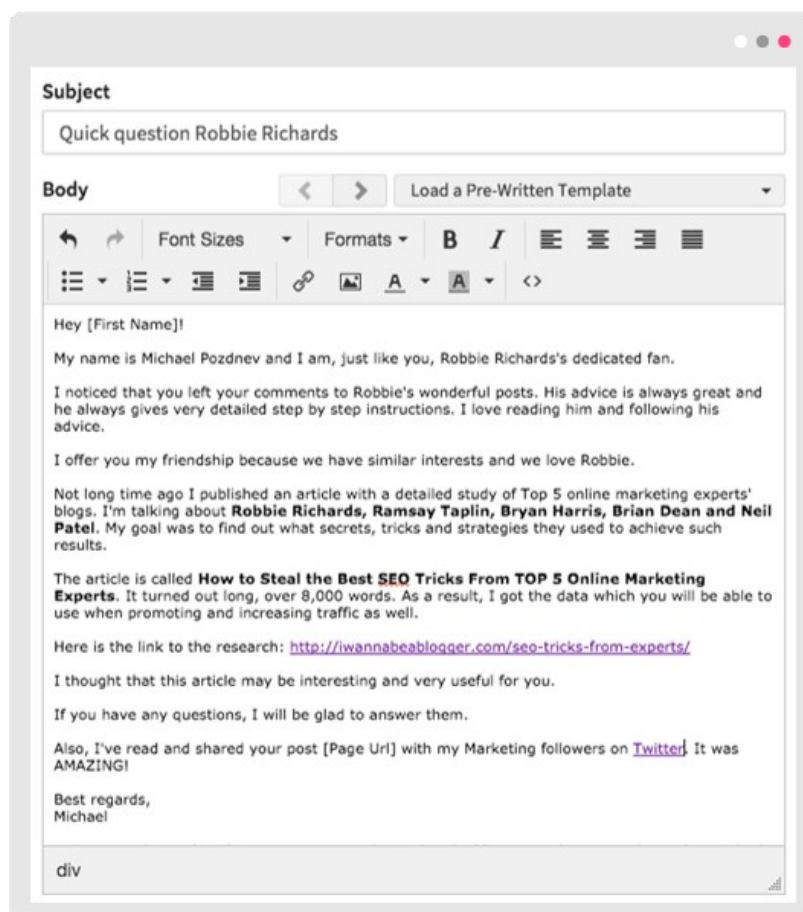 Subject
Quick question Robbie Richards
Body
Load a Pre-Written Template
Font Sizes
Formats
B
I
A
A
<>
Hey [First Name]!
My name is Michael Pozdnev and I am, just like you, Robbie Richards's dedicated fan.
I noticed that you left your comments to Robbie's wonderful posts. His advice is always great and
he always gives very detailed step by step instructions. I love reading him and following his
advice.
I offer you my friendship because we have similar interests and we love Robbie.
Not long time ago I published an article with a detailed study of Top 5 online marketing experts'
blogs. I'm talking about Robbie Richards, Ramsay Taplin, Bryan Harris, Brian Dean and Neil
Patel. My goal was to find out what secrets, tricks and strategies they used to achieve such
results.
The article is called How to Steal the Best SEO Tricks From TOP 5 Online Marketing
Experts. It turned out long, over 8,000 words. As a result, I got the data which you will be able to
use when promoting and increasing traffic as well.
Here is the link to the research: http://iwannabeablogger.com/seo-tricks-from-experts/
I thought that this article may be interesting and very useful for you.
If you have any questions, I will be glad to answer them.
Also, I've read and shared your post [Page Url] with my Marketing followers on Twitter. It was
AMAZING!
Best regards,
Michael
div